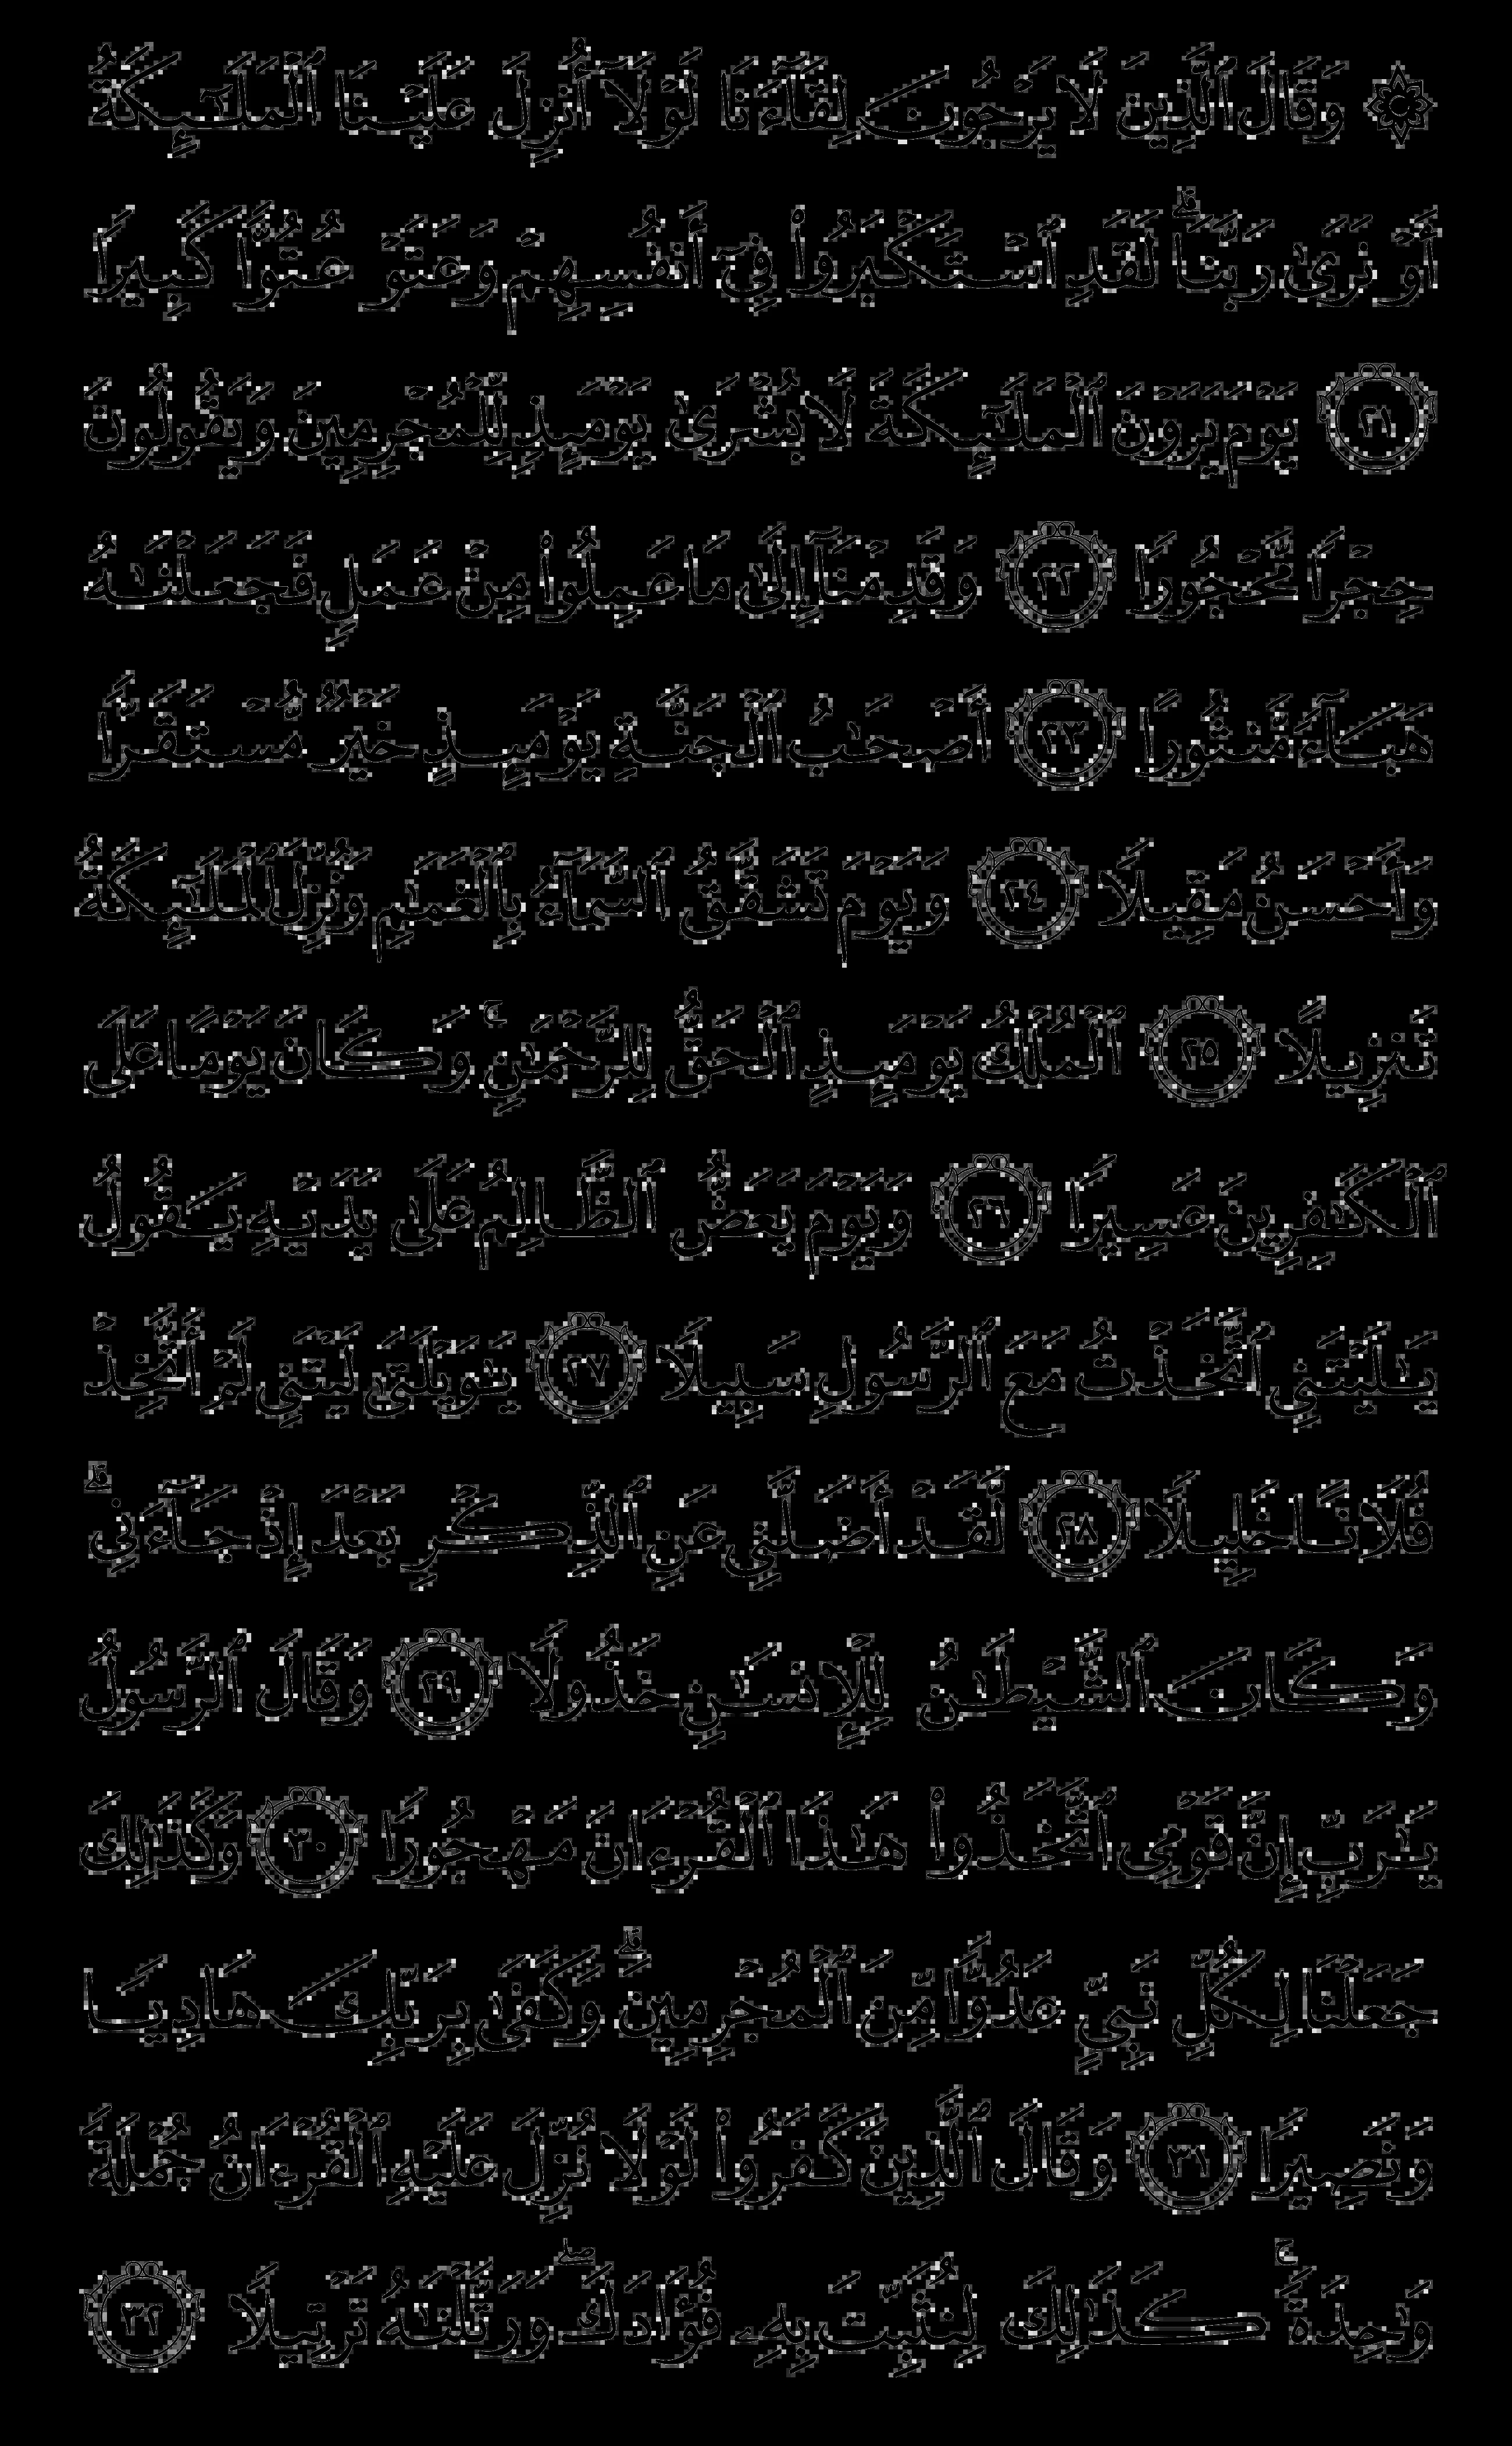 ۞ وَقَالَ ٱلَّذِينَ لَا يَرْجُونَ لِقَآءَنَا لَوْلَآ أُنزِلَ عَلَيْنَا ٱلْمَلَٰٓئِكَةُ
أَوْ نَرَىٰ رَبَّنَا ۗ لَقَدِ ٱسْتَكْبَرُوا۟ فِىٓ أَنفُسِهِمْ وَعَتَوْ عُتُوًّا كَبِيرًا
٢١ يَوْمَ يَرَوْنَ ٱلْمَلَٰٓئِكَةَ لَا بُشْرَىٰ يَوْمَئِذٍ لِّلْمُجْرِمِينَ وَيَقُولُونَ
حِجْرًا مَّحْجُورًا ٢٢ وَقَدِمْنَآ إِلَىٰ مَا عَمِلُوا۟ مِنْ عَمَلٍ فَجَعَلْنَٰهُ
هَبَآءً مَّنثُورًا ٢٣ أَصْحَٰبُ ٱلْجَنَّةِ يَوْمَئِذٍ خَيْرٌ مُّسْتَقَرًّا
وَأَحْسَنُ مَقِيلًا ٢٤ وَيَوْمَ تَشَقَّقُ ٱلسَّمَآءُ بِٱلْغَمَٰمِ وَنُزِّلَ ٱلْمَلَٰٓئِكَةُ
تَنزِيلًا ٢٥ ٱلْمُلْكُ يَوْمَئِذٍ ٱلْحَقُّ لِلرَّحْمَٰنِ ۚ وَكَانَ يَوْمًا عَلَى
ٱلْكَٰفِرِينَ عَسِيرًا ٢٦ وَيَوْمَ يَعَضُّ ٱلظَّالِمُ عَلَىٰ يَدَيْهِ يَقُولُ
يَٰلَيْتَنِى ٱتَّخَذْتُ مَعَ ٱلرَّسُولِ سَبِيلًا ٢٧ يَٰوَيْلَتَىٰ لَيْتَنِى لَمْ أَتَّخِذْ
فُلَانًا خَلِيلًا ٢٨ لَّقَدْ أَضَلَّنِى عَنِ ٱلذِّكْرِ بَعْدَ إِذْ جَآءَنِى ۗ
وَكَانَ ٱلشَّيْطَٰنُ لِلْإِنسَٰنِ خَذُولًا ٢٩ وَقَالَ ٱلرَّسُولُ
يَٰرَبِّ إِنَّ قَوْمِى ٱتَّخَذُوا۟ هَٰذَا ٱلْقُرْءَانَ مَهْجُورًا ٣٠ وَكَذَٰلِكَ
جَعَلْنَا لِكُلِّ نَبِىٍّ عَدُوًّا مِّنَ ٱلْمُجْرِمِينَ ۗ وَكَفَىٰ بِرَبِّكَ هَادِيًا
وَنَصِيرًا ٣١ وَقَالَ ٱلَّذِينَ كَفَرُوا۟ لَوْلَا نُزِّلَ عَلَيْهِ ٱلْقُرْءَانُ جُمْلَةً
وَٰحِدَةً ۚ كَذَٰلِكَ لِنُثَبِّتَ بِهِۦ فُؤَادَكَ ۖ وَرَتَّلْنَٰهُ تَرْتِيلًا ٣٢